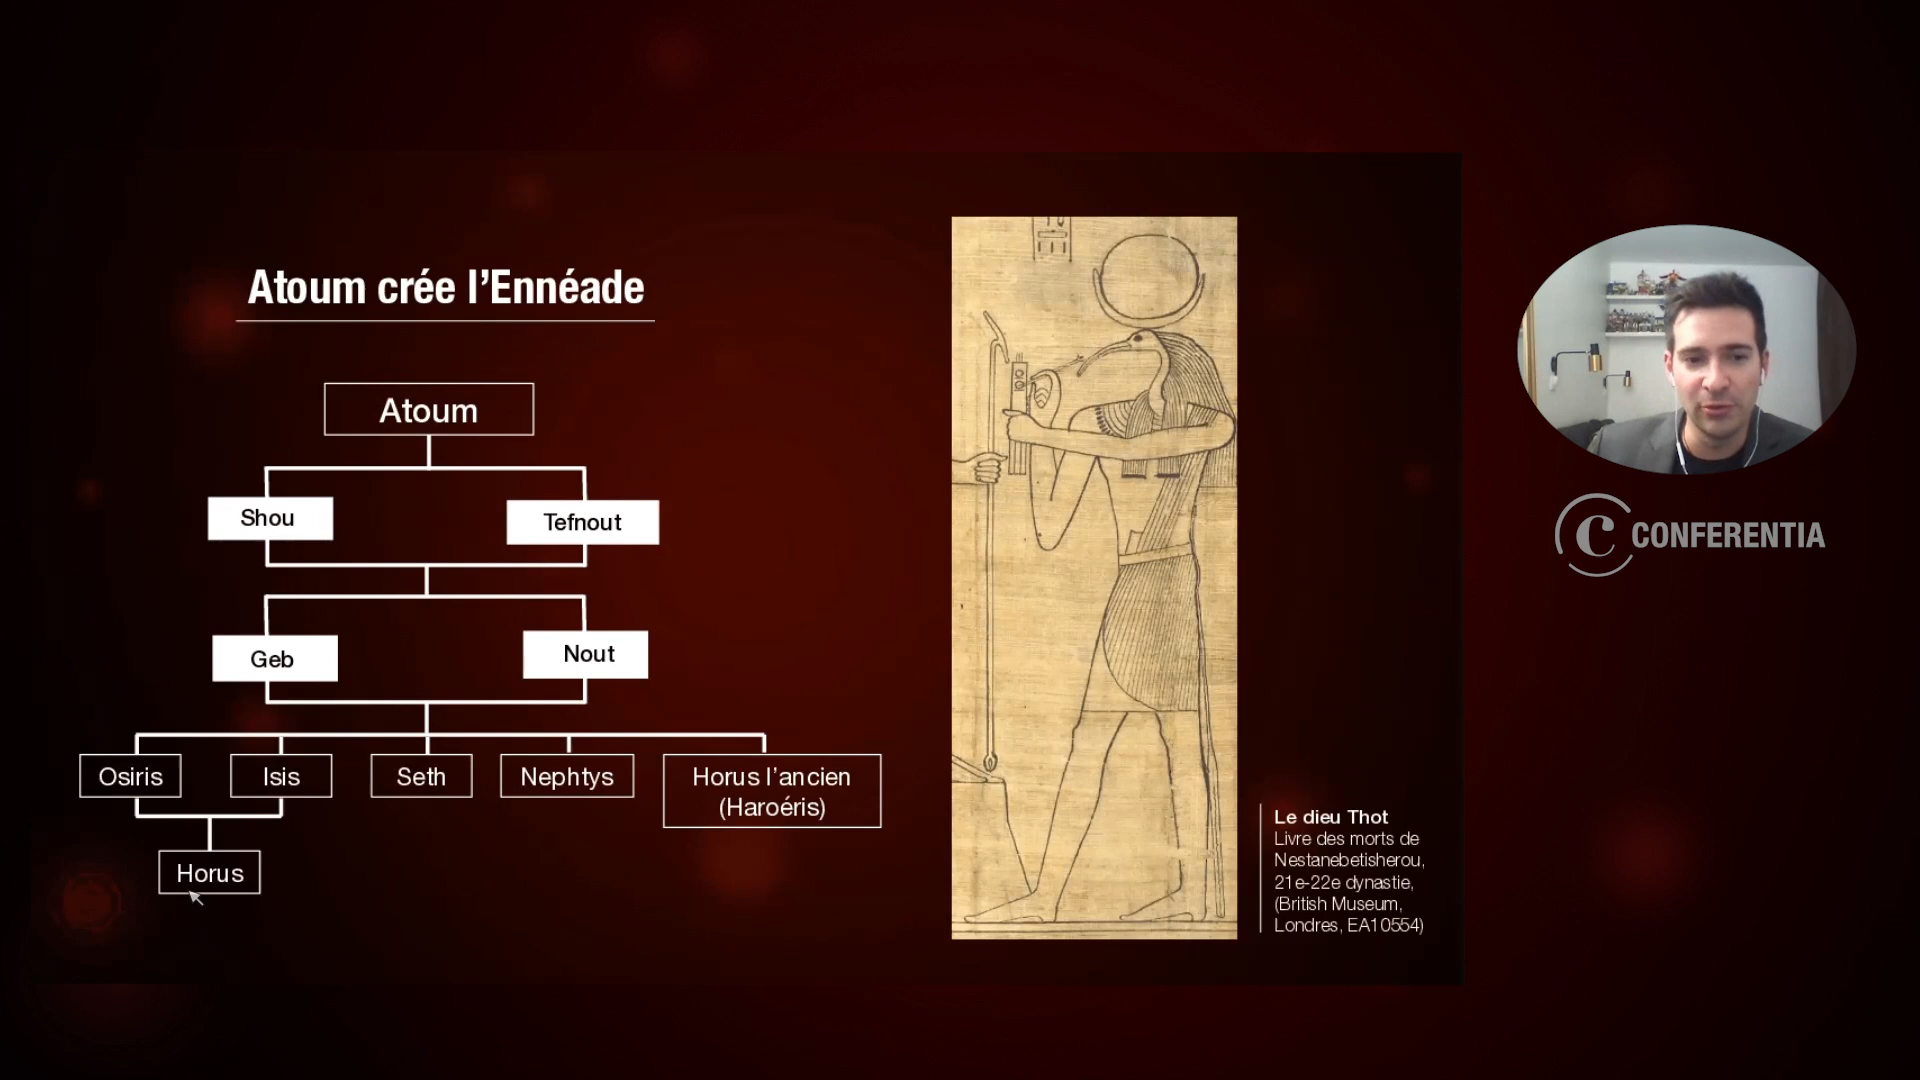 Atoum crée l'Ennéade
Atoum
Shou
Tefnout
Geb
Nout
Osiris
Isis
Seth
Nephtys
Horus l'ancien
(Haroéris)
Horus
Le dieu Thot
Livre des morts de
Nestanebetisherou,
21e-22e dynastie,
(British Museum,
Londres, EA10554)
C CONFERENTIA